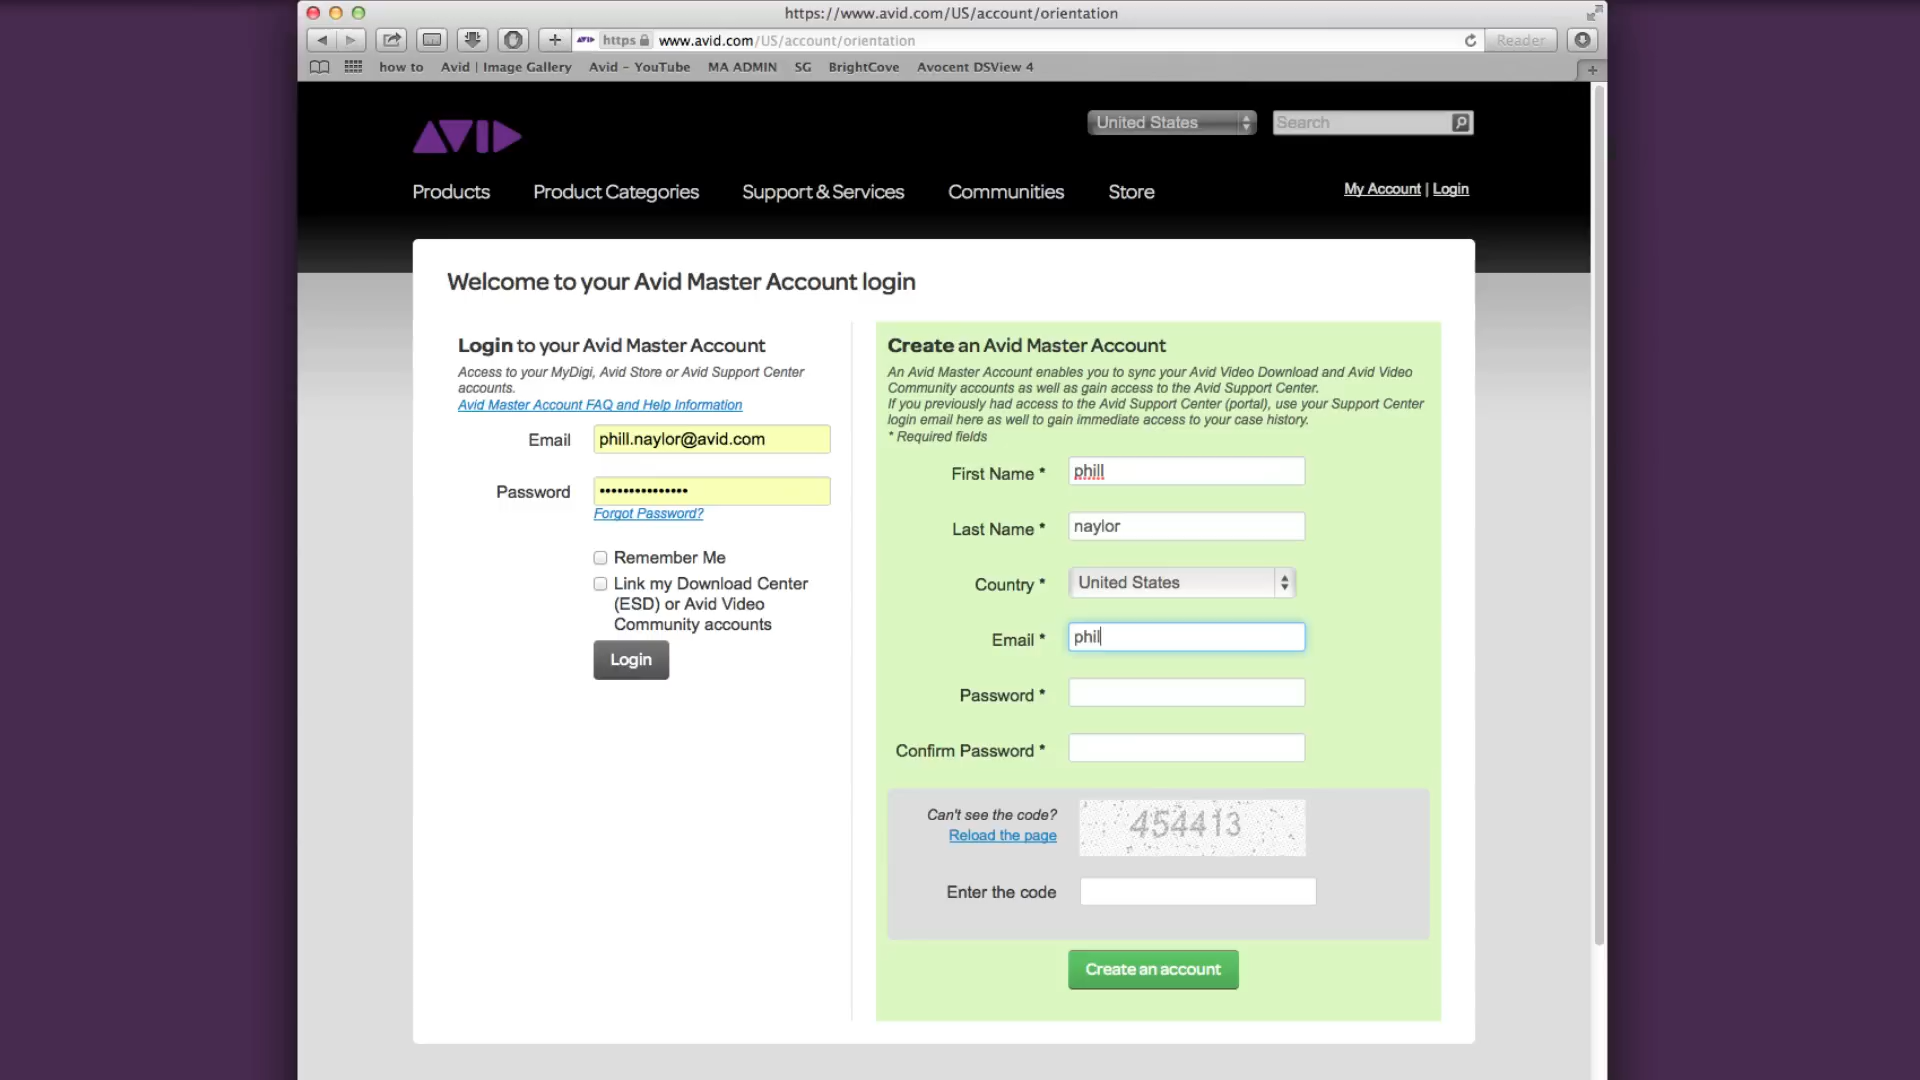 https://www.avid.com/US/account/orientation
https www.avid.com/US/account/orientation
Reader
how to Avid | Image Gallery Avid – YouTube MA ADMIN SG BrightCove Avocent DSView 4
AVID
United States
Search
Products Product Categories Support & Services Communities Store
My Account | Login
Welcome to your Avid Master Account login
Login to your Avid Master Account
Access to your MyDigi, Avid Store or Avid Support Center
accounts.
Avid Master Account FAQ and Help Information
Email phill.naylor@avid.com
Password •••••••••••••••
Forgot Password?
Remember Me
Link my Download Center
(ESD) or Avid Video
Community accounts
Login
Create an Avid Master Account
An Avid Master Account enables you to sync your Avid Video Download and Avid Video
Community accounts as well as gain access to the Avid Support Center.
If you previously had access to the Avid Support Center (portal), use your Support Center
login email here as well to gain immediate access to your case history.
* Required fields
First Name * phill
Last Name * naylor
Country * United States
Email * phil
Password *
Confirm Password *
Can't see the code?
Reload the page
454413
Enter the code
Create an account